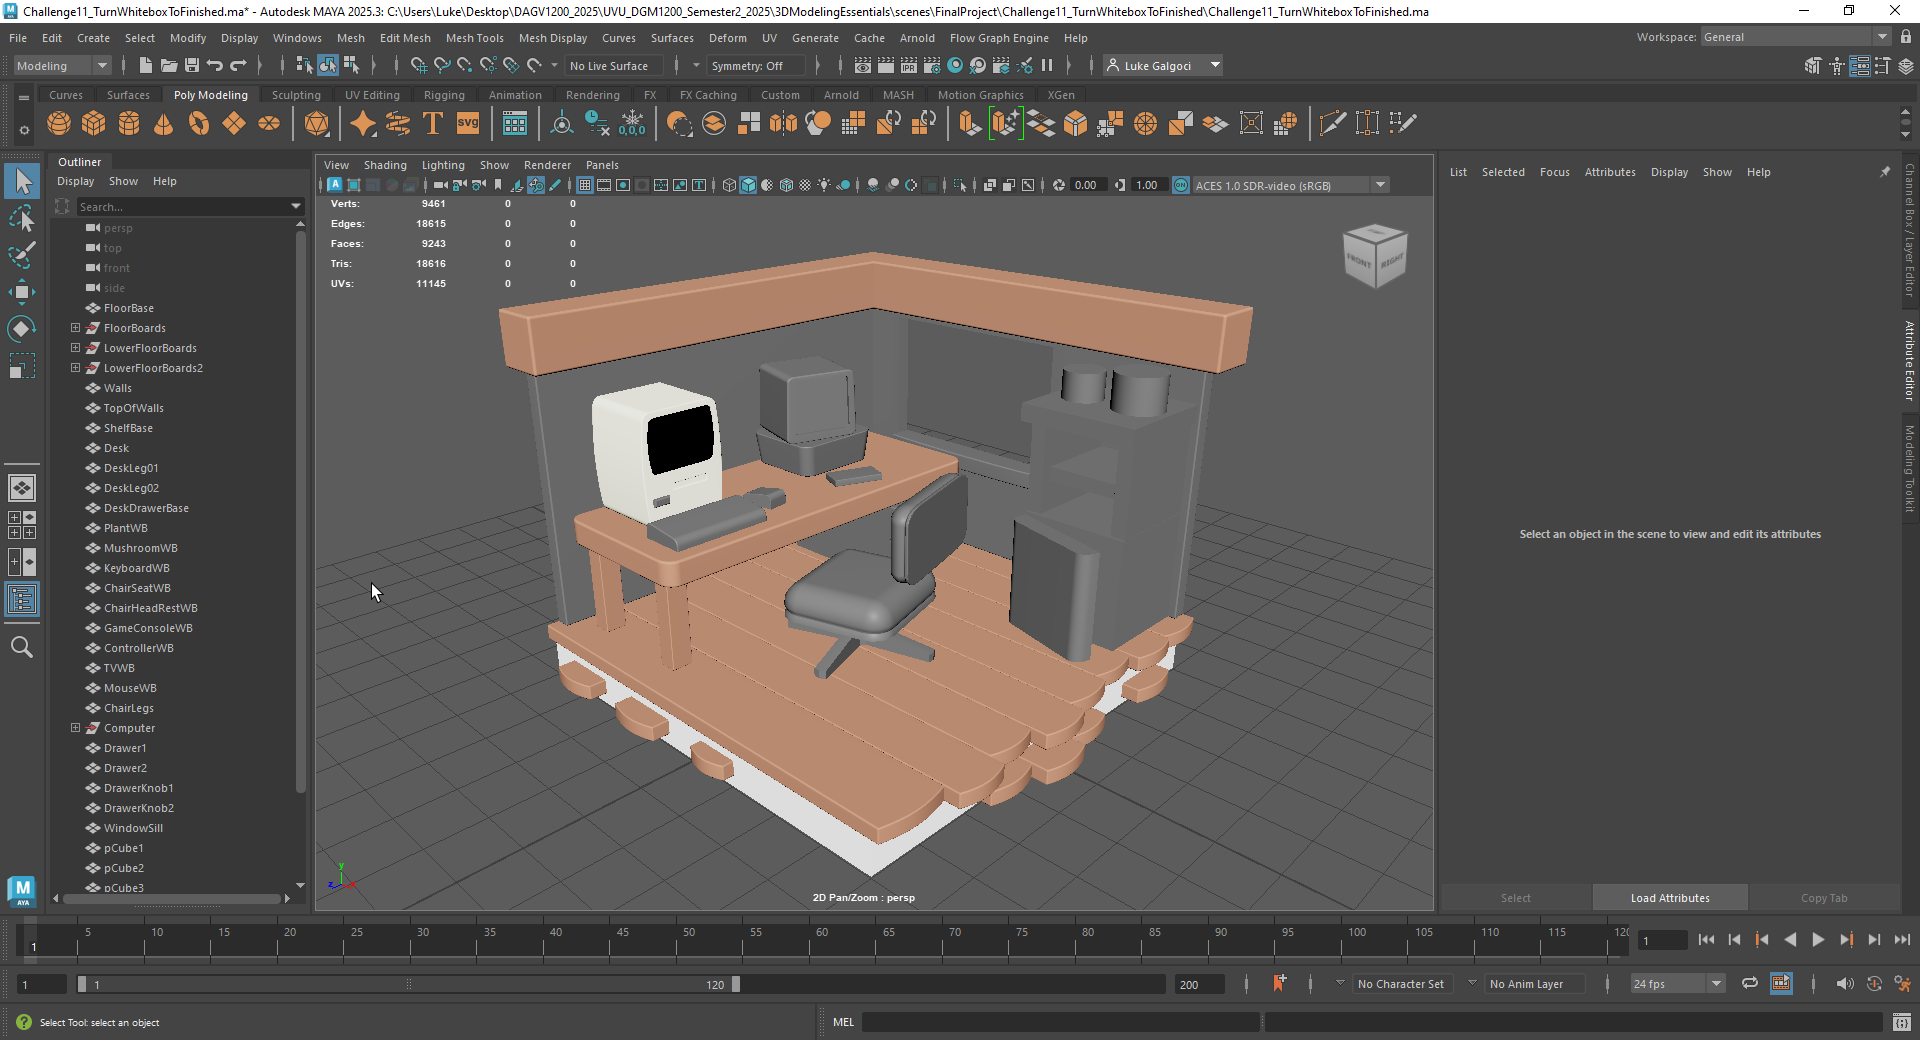 Challenge11_TurnWhiteboxToFinished.ma* - Autodesk MAYA 2025.3: C:\Users\Luke\Desktop\DAGV1200_2025\UVU_DGM1200_Semester2_2025\3DModelingEssentials\scenes\FinalProject\Challenge11_TurnWhiteboxToFinished\Challenge11_TurnWhiteboxToFinished.ma
File Edit Create Select Modify Display Windows Mesh Edit Mesh Mesh Tools Mesh Display Curves Surfaces Deform UV Generate Cache Arnold Flow Graph Engine Help
Workspace: General
Modeling
No Live Surface
Symmetry: Off
Luke Galgoci
Curves Surfaces Poly Modeling Sculpting UV Editing Rigging Animation Rendering FX FX Caching Custom Arnold MASH Motion Graphics XGen
SVG
0,0,0
Outliner
Display Show Help
Search...
persp
top
front
side
FloorBase
FloorBoards
LowerFloorBoards
LowerFloorBoards2
Walls
TopOfWalls
ShelfBase
Desk
DeskLeg01
DeskLeg02
DeskDrawerBase
PlantWB
MushroomWB
KeyboardWB
ChairSeatWB
ChairHeadRestWB
GameConsoleWB
ControllerWB
TVWB
MouseWB
ChairLegs
Computer
Drawer1
Drawer2
DrawerKnob1
DrawerKnob2
WindowSill
pCube1
pCube2
pCube3
View Shading Lighting Show Renderer Panels
0.00
1.00
ACES 1.0 SDR-video (sRGB)
Verts: 9461 0 0
Edges: 18615 0 0
Faces: 9243 0 0
Tris: 18616 0 0
UVs: 11145 0 0
FRONT
RIGHT
2D Pan/Zoom : persp
List Selected Focus Attributes Display Show Help
Select an object in the scene to view and edit its attributes
Select
Load Attributes
Copy Tab
Channel Box / Layer Editor
Attribute Editor
Modeling Toolkit
M
AYA
1
5 10 15 20 25 30 35 40 45 50 55 60 65 70 75 80 85 90 95 100 105 110 115
1
1
1
120
200
No Character Set
No Anim Layer
24 fps
Select Tool: select an object
MEL